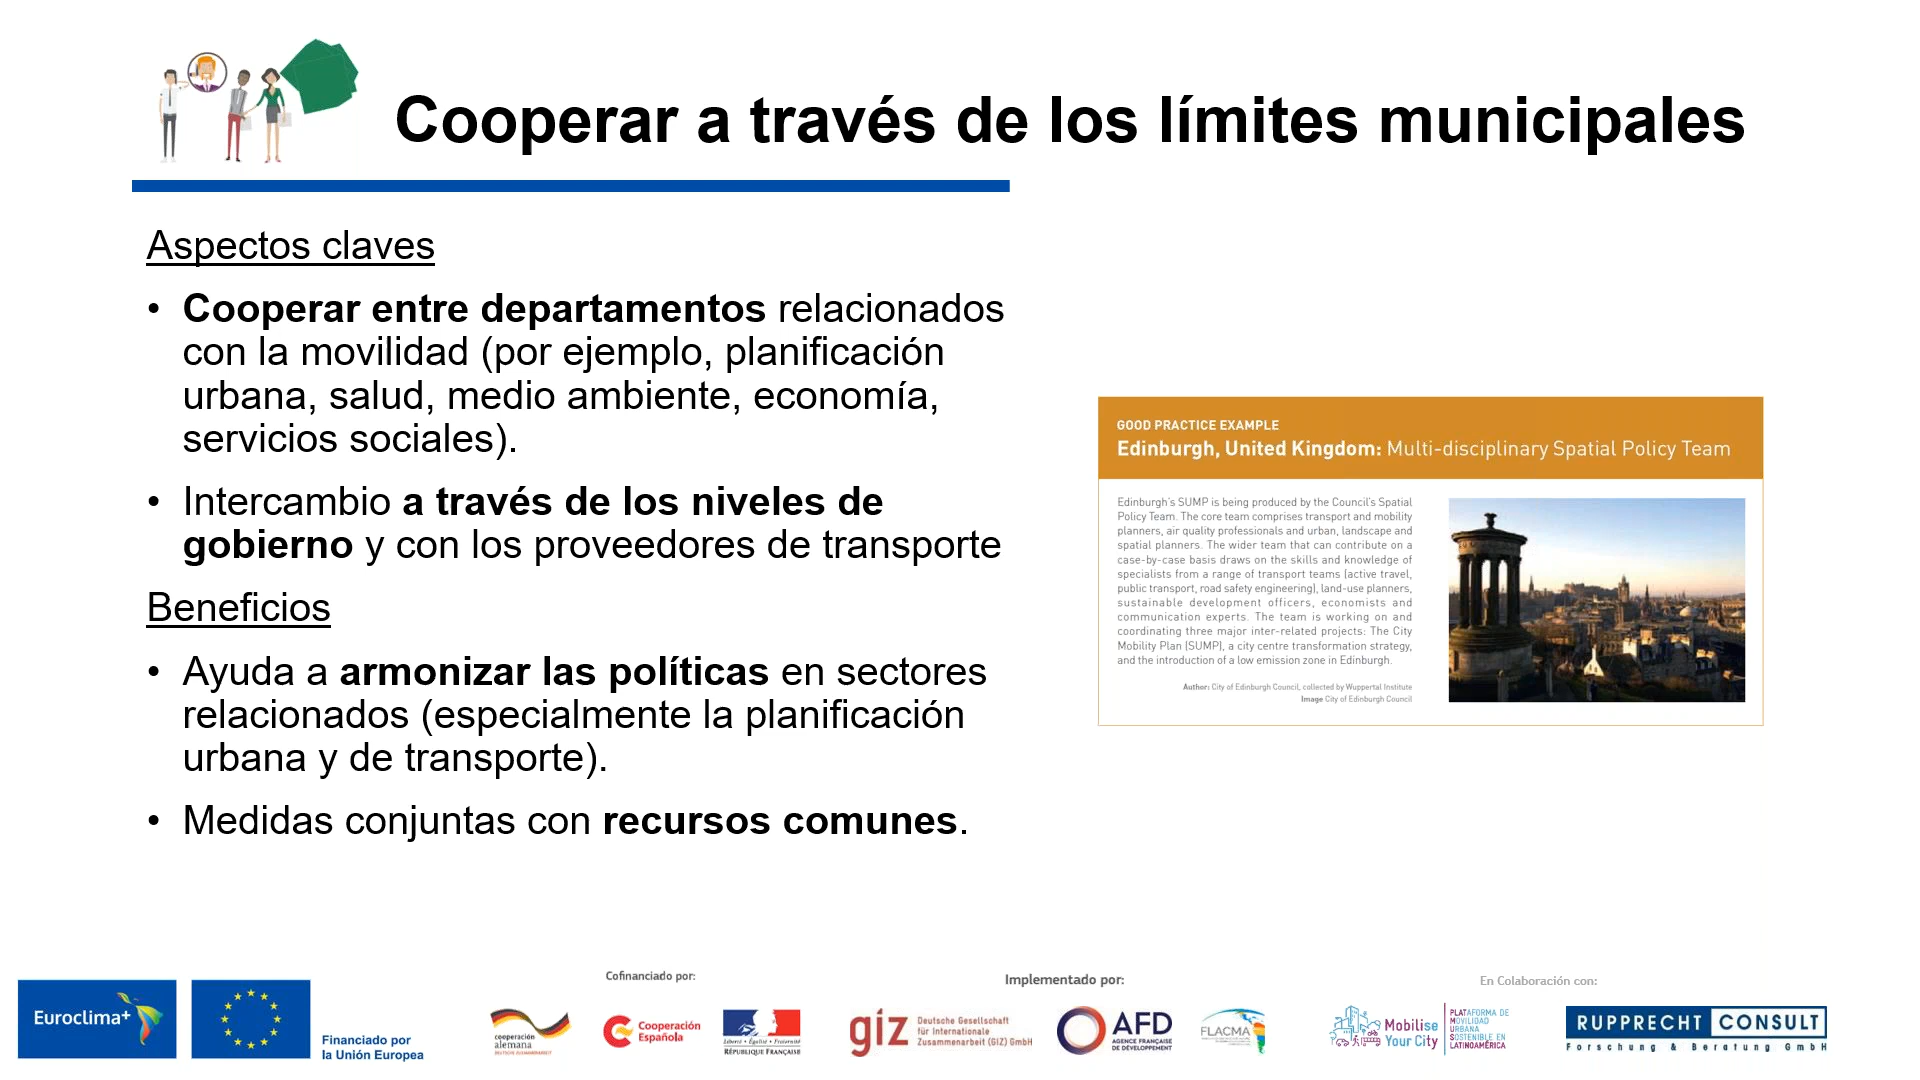 Cooperar a través de los límites municipales
Aspectos claves
• Cooperar entre departamentos relacionados
con la movilidad (por ejemplo, planificación
urbana, salud, medio ambiente, economía,
servicios sociales).
• Intercambio a través de los niveles de
gobierno y con los proveedores de transporte
Beneficios
• Ayuda a armonizar las políticas en sectores
relacionados (especialmente la planificación
urbana y de transporte).
• Medidas conjuntas con recursos comunes.
GOOD PRACTICE EXAMPLE
Edinburgh, United Kingdom: Multi-disciplinary Spatial Policy Team
Edinburgh's SUMP is being produced by the Council's Spatial
Policy Team. The core team comprises transport and mobility
planners, air quality professionals and urban, landscape and
spatial planners. The wider team that can contribute on a
case-by-case basis draws on the skills and knowledge of
specialists from a range of transport teams (active travel,
public transport, road safety engineering), land-use planners,
sustainable development officers, economists and
communication experts. The team is working on and
coordinating three major inter-related projects: The City
Mobility Plan (SUMP), a city centre transformation strategy,
and the introduction of a low emission zone in Edinburgh.
Author: City of Edinburgh Council, collected by Wuppertal Institute
Image City of Edinburgh Council
Euroclima+
Financiado por
la Unión Europea
Cofinanciado por:
cooperación
alemana
DEUTSCHE ZUSAMMENARBEIT
Cooperación
Española
Liberté • Égalité • Fraternité
RÉPUBLIQUE FRANÇAISE
Implementado por:
giz
Deutsche Gesellschaft
für Internationale
Zusammenarbeit (GIZ) GmbH
AFD
AGENCE FRANÇAISE
DE DÉVELOPPEMENT
FLACMA
En Colaboración con:
Mobilise
Your City
PLATAFORMA DE
MOVILIDAD
URBANA
SOSTENIBLE EN
LATINOAMÉRICA
RUPPRECHT CONSULT
Forschung & Beratung GmbH